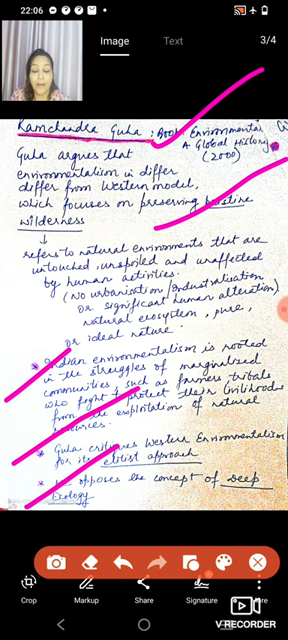 22:06
Image Text 3/4
Ramchandra Guha : Book: Environmental
A Global History
(2000)
Guha argues that
environmentalism in differ
differ from Western model,
which focuses on preserving pristine
wilderness
refers to natural environments that are
untouched, unspoiled and unaffected
by human activities.
(No urbanisation/Industrialisation
or significant human alteration)
natural ecosystem, pure,
or ideal nature.
* Indian environmentalism is rooted
in the struggles of marginalised
communities, such as farmers tribals
who fight to protect their livelihoods
from the exploitation of natural
resources.
* Guha critiques Western Environmentalism
for its elitist approach
* He opposes the concept of Deep
Ecology
Crop Markup Share Signature
V RECORDER